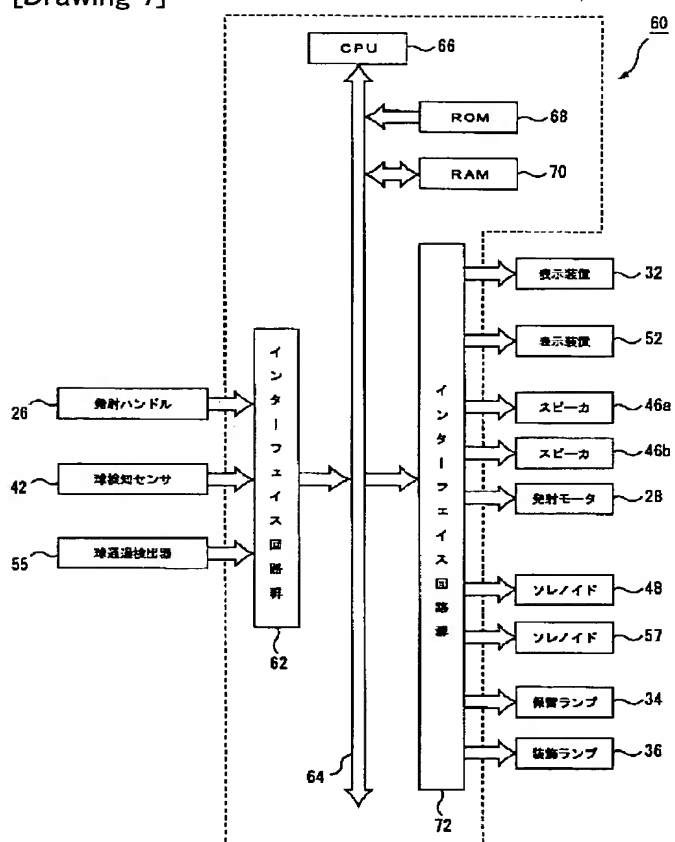 [Drawing 7]
60
CPU
66
ROM
68
RAM
70
表示装置
32
表示装置
52
インターフェイス回路群
26
発射ハンドル
スピーカ
46a
スピーカ
46b
42
球検知センサ
インターフェイス回路群
発射モータ
28
55
球通過検出器
ソレノイド
48
ソレノイド
57
62
保留ランプ
34
64
装飾ランプ
36
72